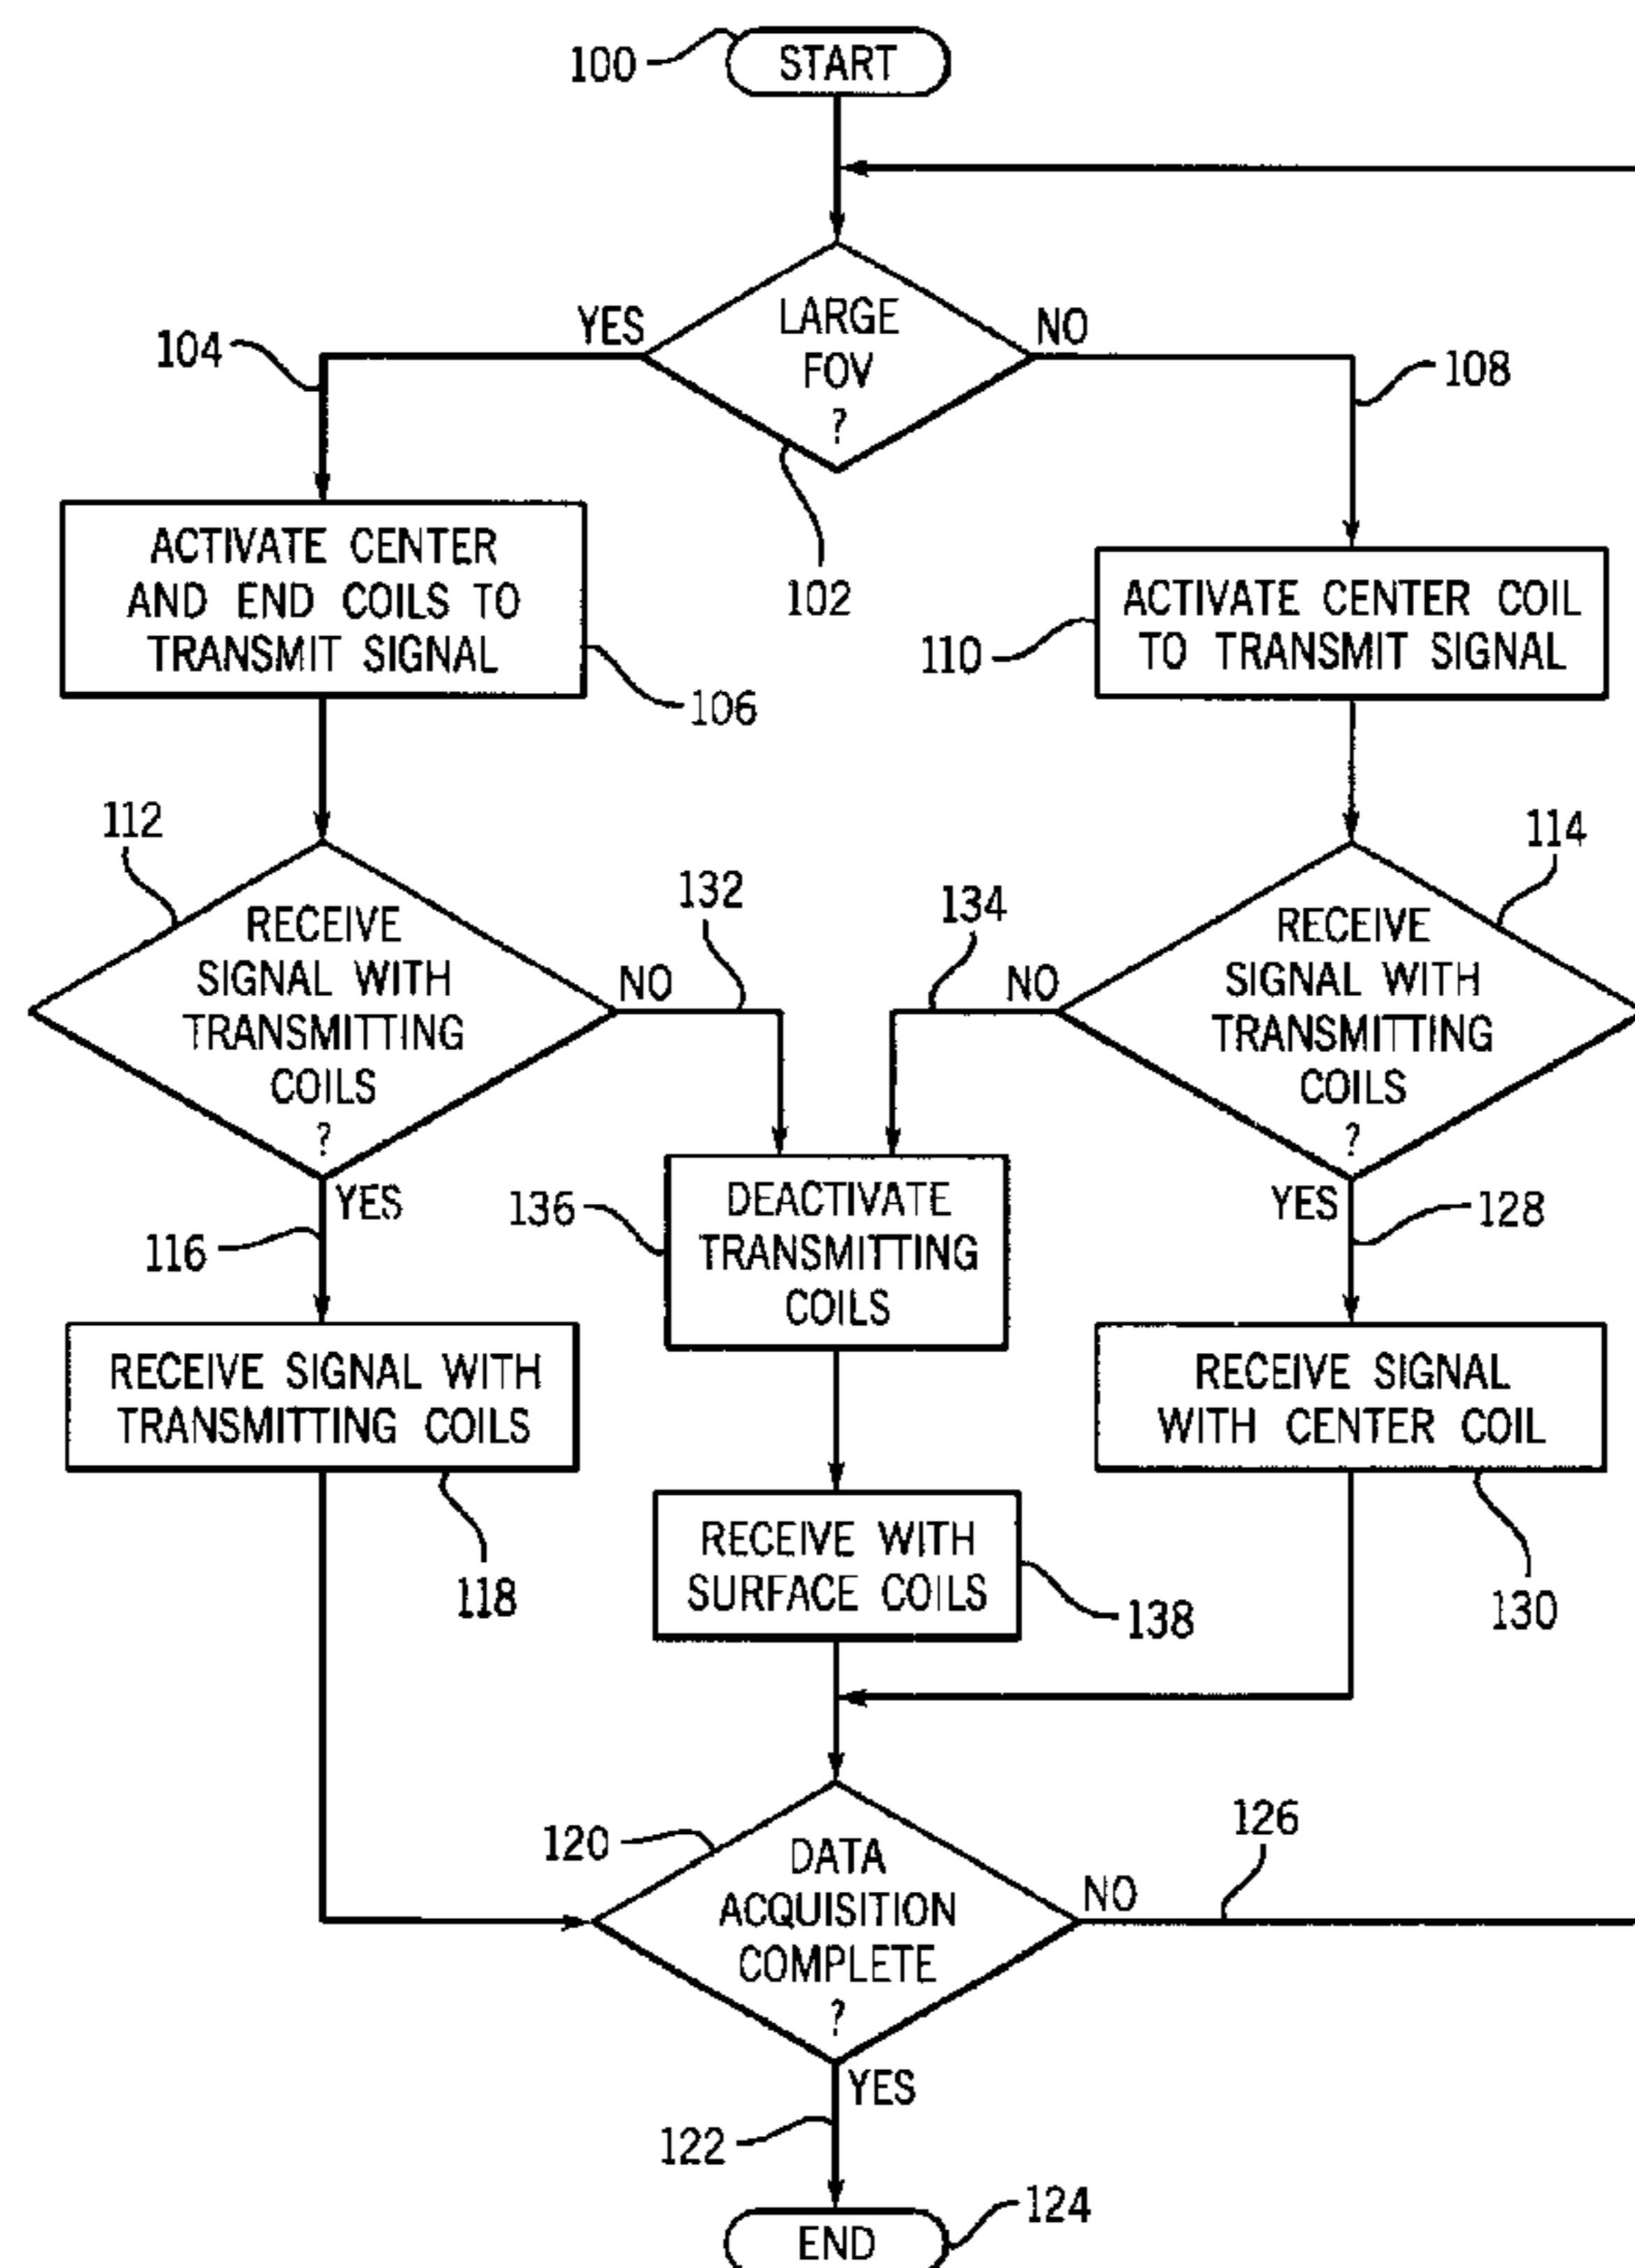 100
START
LARGE
FOV
?
YES
NO
104
108
102
ACTIVATE CENTER
AND END COILS TO
TRANSMIT SIGNAL
106
ACTIVATE CENTER COIL
TO TRANSMIT SIGNAL
110
112
RECEIVE
SIGNAL WITH
TRANSMITTING
COILS
?
NO
132
YES
116
134
NO
114
RECEIVE
SIGNAL WITH
TRANSMITTING
COILS
?
YES
128
136
DEACTIVATE
TRANSMITTING
COILS
RECEIVE SIGNAL WITH
TRANSMITTING COILS
118
RECEIVE SIGNAL
WITH CENTER COIL
130
RECEIVE WITH
SURFACE COILS
138
120
DATA
ACQUISITION
COMPLETE
?
NO
126
YES
122
END
124